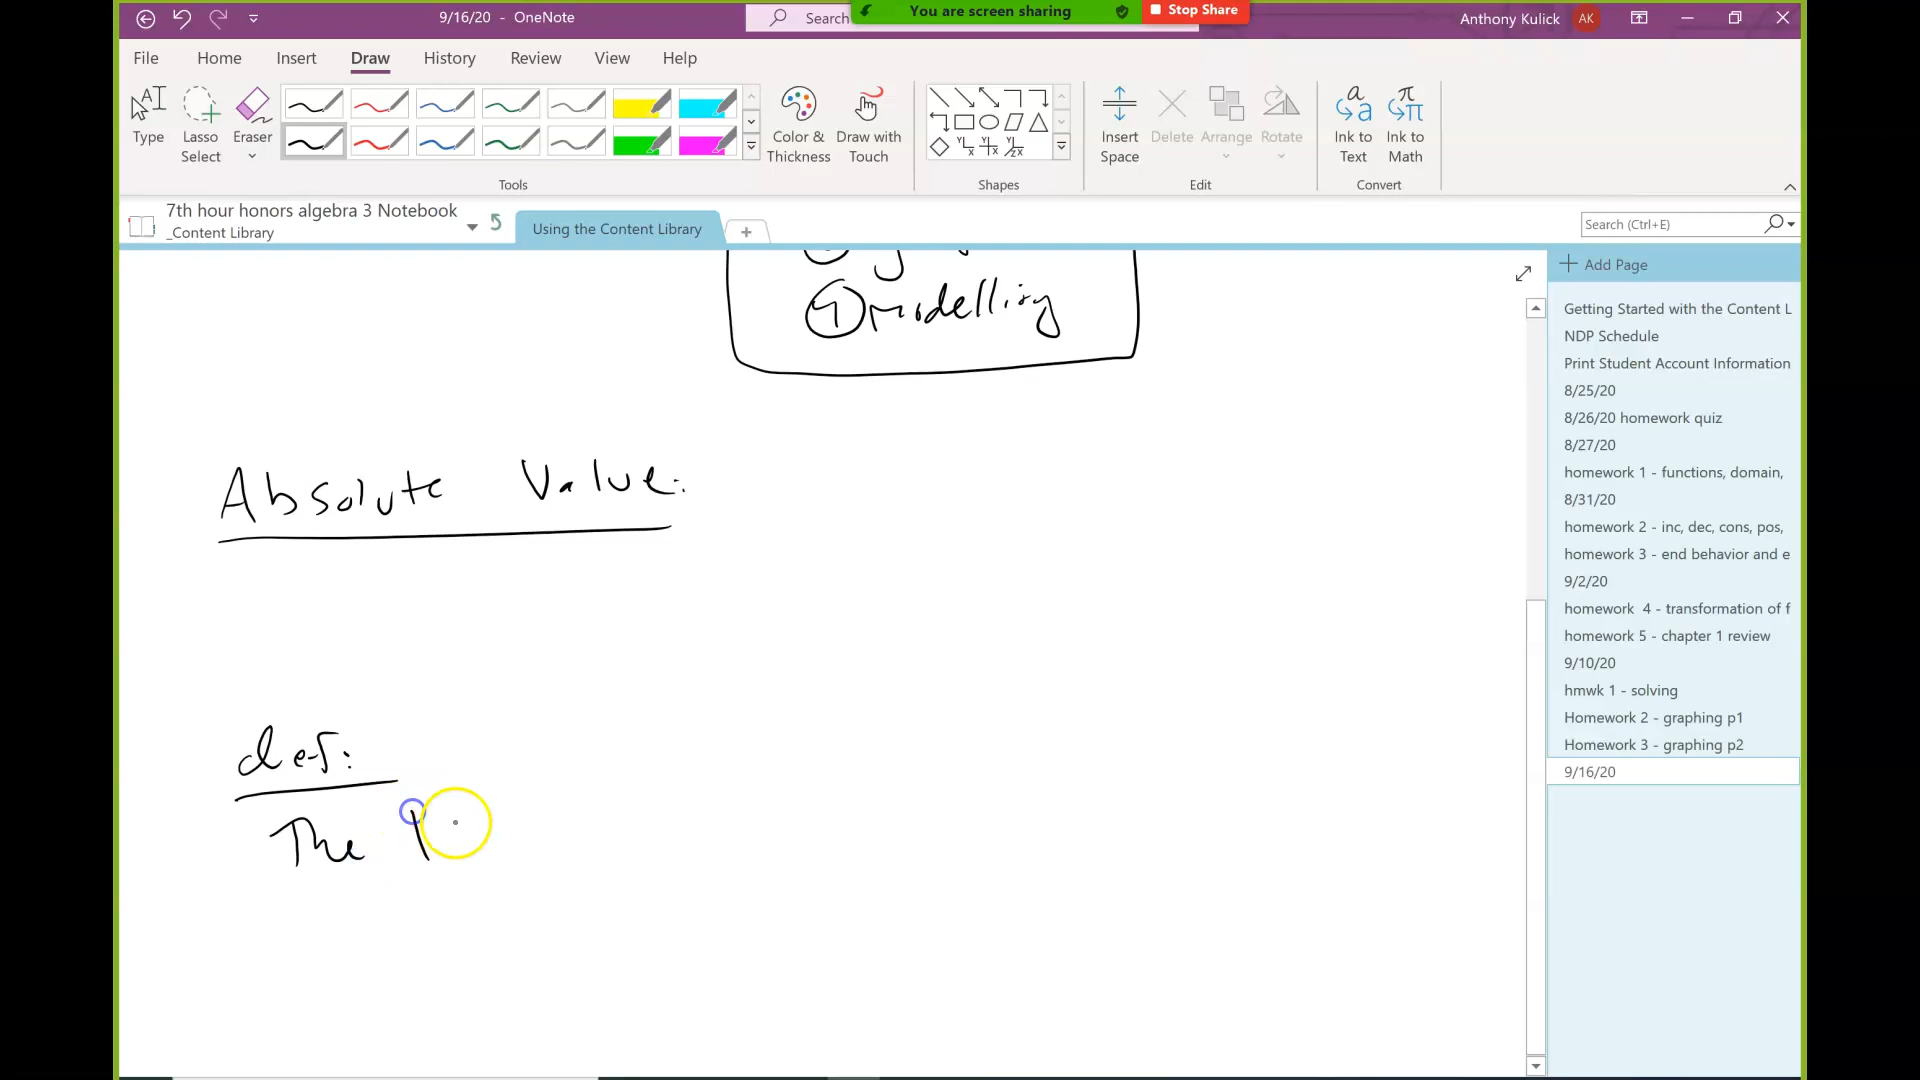 9/16/20 - OneNote
Search
You are screen sharing
Stop Share
Anthony Kulick
AK
File Home Insert Draw History Review View Help
Type
Lasso Select
Eraser
Color & Thickness
Draw with Touch
Insert Space
Delete
Arrange
Rotate
Ink to Text
Ink to Math
Tools
Shapes
Edit
Convert
7th hour honors algebra 3 Notebook
_Content Library
Using the Content Library
Search (Ctrl+E)
Add Page
Getting Started with the Content L
NDP Schedule
Print Student Account Information
8/25/20
8/26/20 homework quiz
8/27/20
homework 1 - functions, domain,
8/31/20
homework 2 - inc, dec, cons, pos,
homework 3 - end behavior and e
9/2/20
homework  4 - transformation of f
homework 5 - chapter 1 review
9/10/20
hmwk 1 - solving
Homework 2 - graphing p1
Homework 3 - graphing p2
9/16/20
④ modelling
Absolute Value:
def:
The